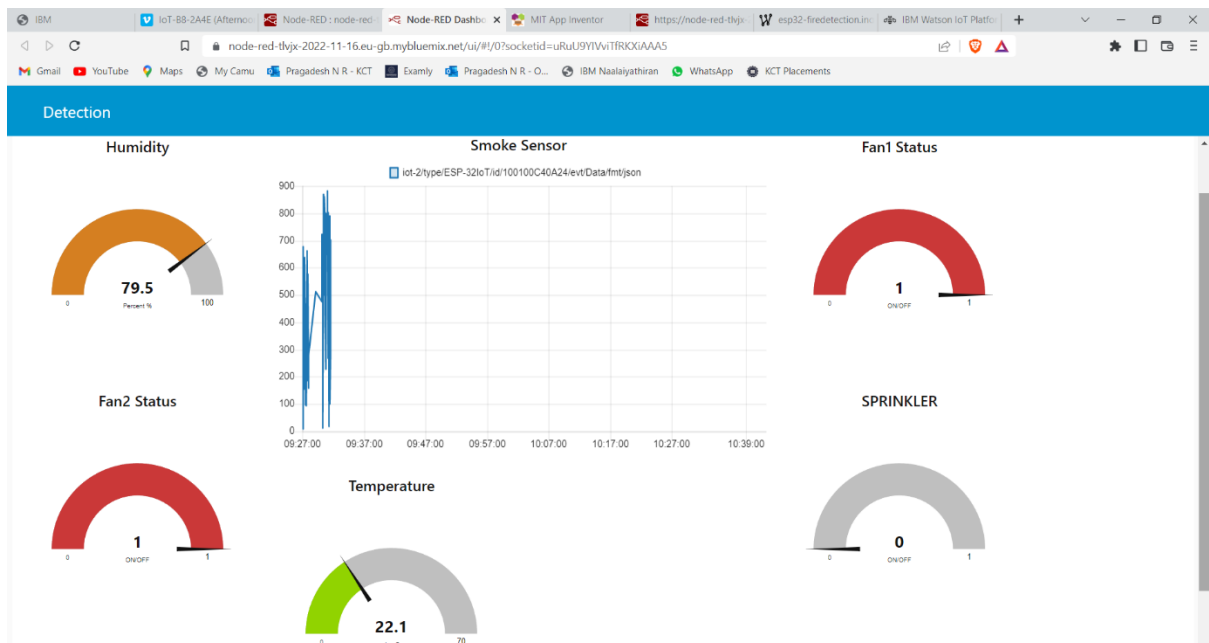 IBM
IoT-B8-2A4E (Afternoo
Node-RED : node-red-
Node-RED Dashbo
MIT App Inventor
https://node-red-tlvjx-
esp32-firedetection.ino
IBM Watson IoT Platfo
node-red-tlvjx-2022-11-16.eu-gb.mybluemix.net/ui/#!/0?socketid=uRuU9YIVviTfRKXiAAA5
Gmail
YouTube
Maps
My Camu
Pragadesh N R - KCT
Examly
Pragadesh N R - O...
IBM Naalaiyathiran
WhatsApp
KCT Placements
Detection
Humidity
79.5
Percent %
0
100
Smoke Sensor
iot-2/type/ESP-32IoT/id/100100C40A24/evt/Data/fmt/json
900
800
700
600
500
400
300
200
100
0
09:27:00 09:37:00 09:47:00 09:57:00 10:07:00 10:17:00 10:27:00 10:39:00
Fan1 Status
1
ON/OFF
0
1
Fan2 Status
1
ON/OFF
0
1
Temperature
22.1
0
70
SPRINKLER
0
ON/OFF
0
1